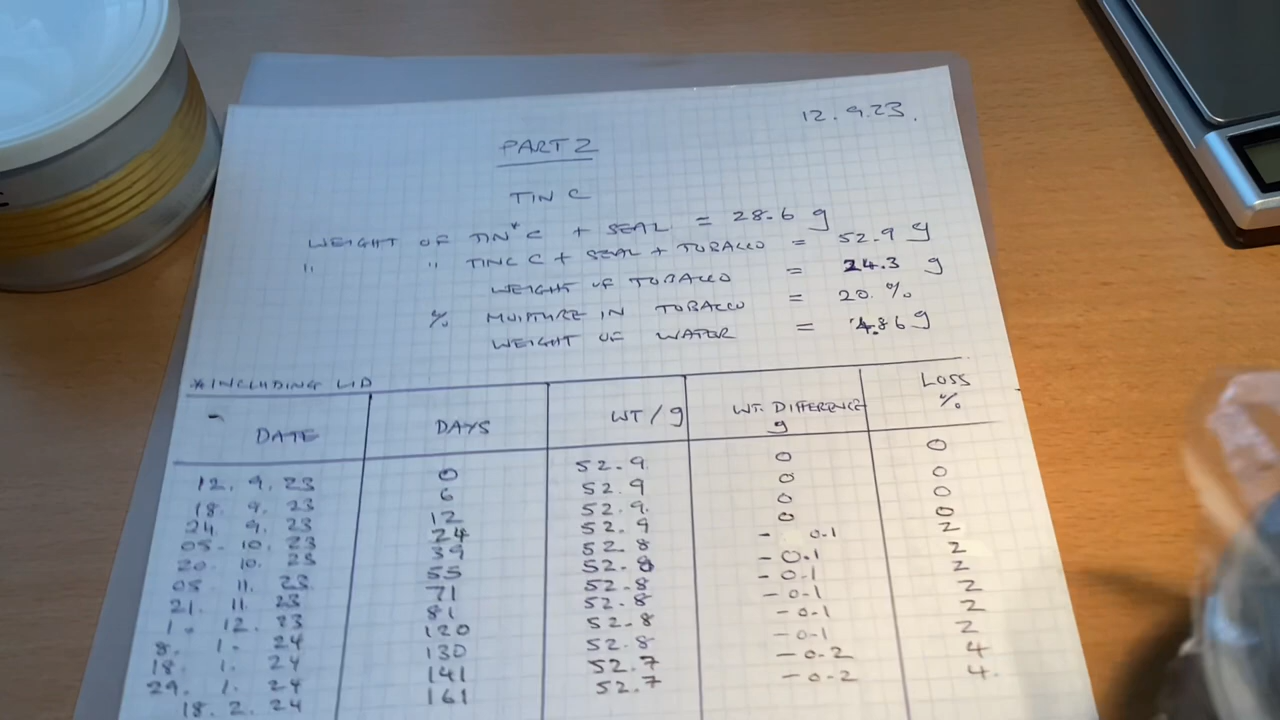 12.9.23.
PART 2
TIN C
WEIGHT OF TIN* C + SEAL = 28.6 g
" " TINC C + SEAL + TOBACCO = 52.9 g
WEIGHT OF TOBACCO = 24.3 g
% MOISTURE IN TOBACCO = 20 %
WEIGHT OF WATER = 4.86 g
*INCLUDING LID
DATE DAYS WT/g WT. DIFFERENCE g LOSS %
12. 9. 23 0 52.9 0 0
18. 9. 23 6 52.9 0 0
24. 9. 23 12 52.9 0 0
05. 10. 23 24 52.9 0 0
20. 10. 23 39 52.8 - 0.1 2
05. 11. 23 55 52.8 - 0.1 2
21. 11. 23 71 52.8 - 0.1 2
1. 12. 23 81 52.8 - 0.1 2
8. 1. 24 120 52.8 - 0.1 2
18. 1. 24 130 52.8 - 0.1 2
29. 1. 24 141 52.7 - 0.2 4
18. 2. 24 161 52.7 - 0.2 4.